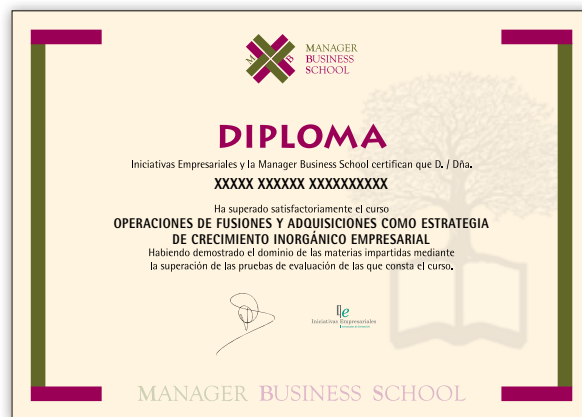 M B
MANAGER
BUSINESS
SCHOOL
DIPLOMA
Iniciativas Empresariales y la Manager Business School certifican que D. / Dña.
XXXXX XXXXXX XXXXXXXXXX
Ha superado satisfactoriamente el curso
OPERACIONES DE FUSIONES Y ADQUISICIONES COMO ESTRATEGIA
DE CRECIMIENTO INORGÁNICO EMPRESARIAL
Habiendo demostrado el dominio de las materias impartidas mediante
la superación de las pruebas de evaluación de las que consta el curso.
Iniciativas Empresariales
MANAGER BUSINESS SCHOOL